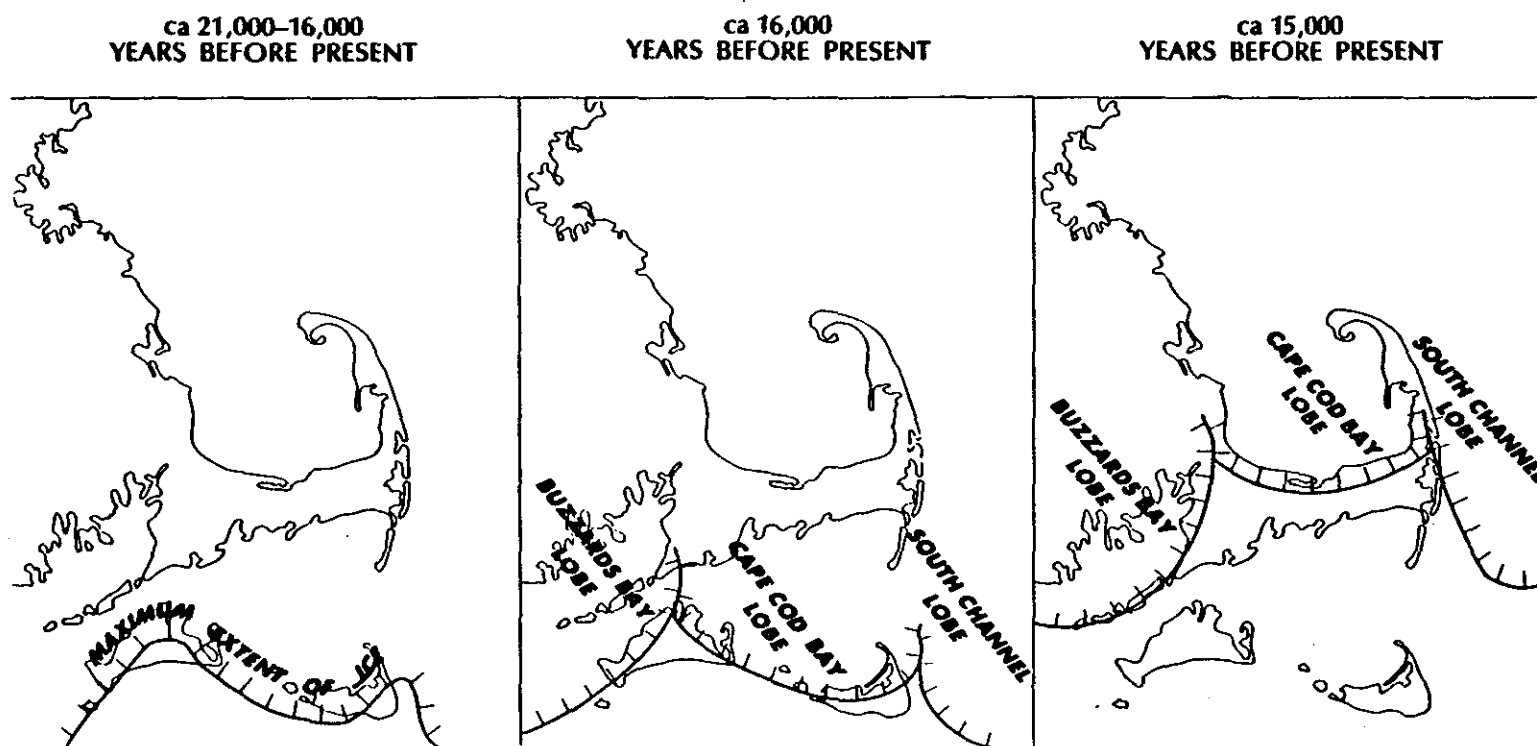 ca 21,000–16,000
YEARS BEFORE PRESENT
ca 16,000
YEARS BEFORE PRESENT
ca 15,000
YEARS BEFORE PRESENT
MAXIMUM EXTENT OF ICE
BUZZARDS BAY
LOBE
CAPE COD BAY
LOBE
SOUTH CHANNEL
LOBE
BUZZARDS BAY
LOBE
CAPE COD BAY
LOBE
SOUTH CHANNEL
LOBE